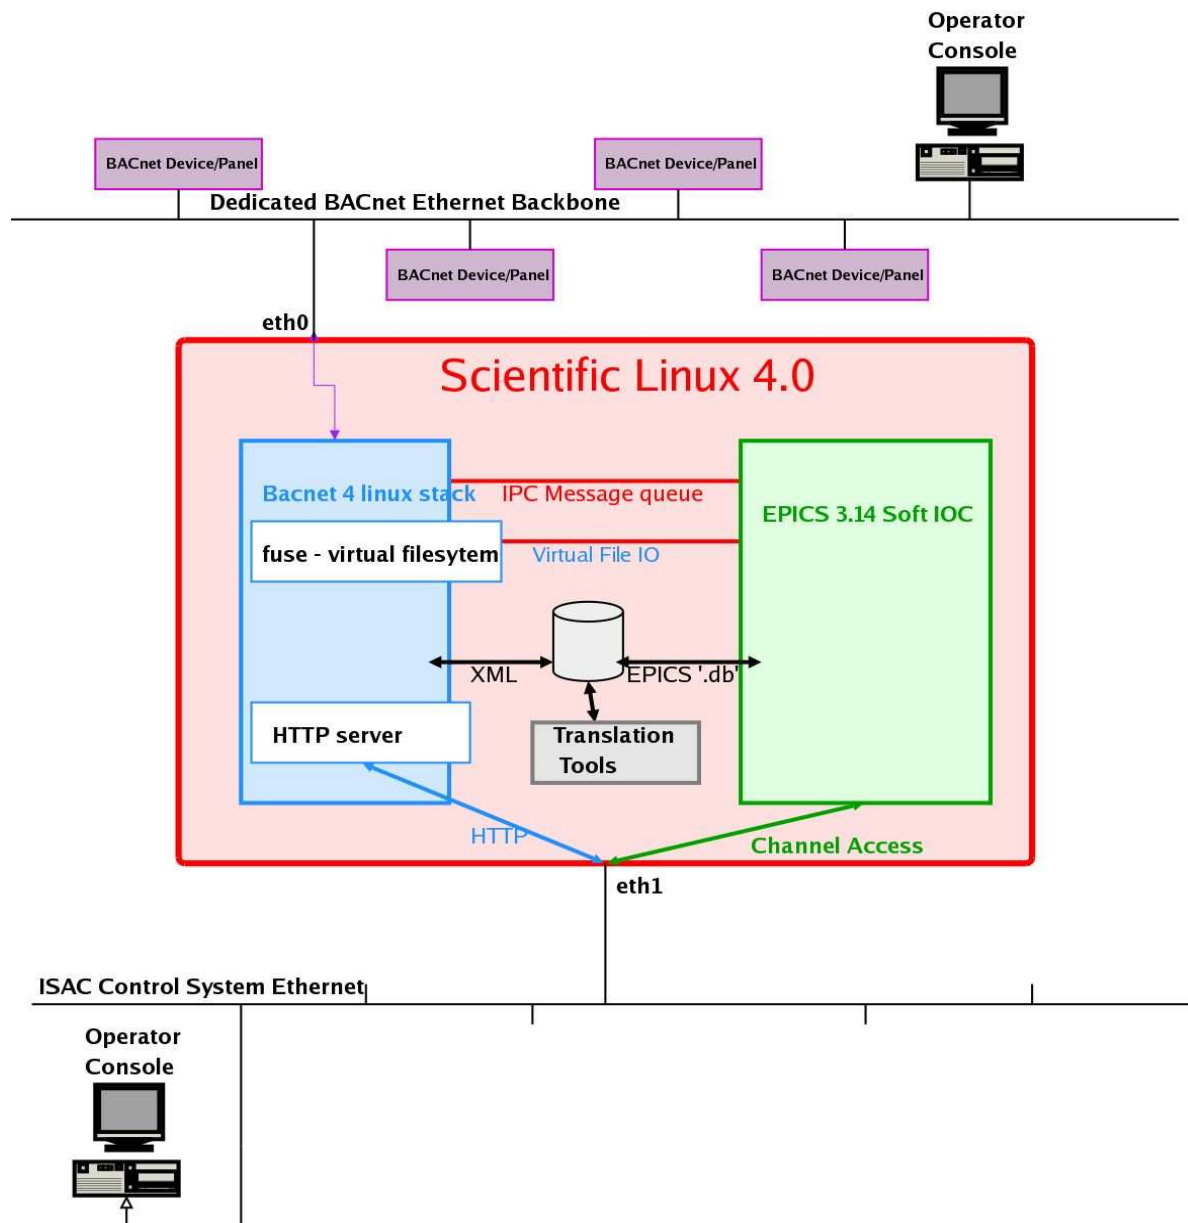 Operator
Console
BACnet Device/Panel
BACnet Device/Panel
Dedicated BACnet Ethernet Backbone
BACnet Device/Panel
BACnet Device/Panel
eth0
Scientific Linux 4.0
Bacnet 4 linux stack
IPC Message queue
EPICS 3.14 Soft IOC
fuse - virtual filesytem
Virtual File IO
XML
EPICS '.db'
HTTP server
Translation
Tools
HTTP
Channel Access
eth1
ISAC Control System Ethernet
Operator
Console